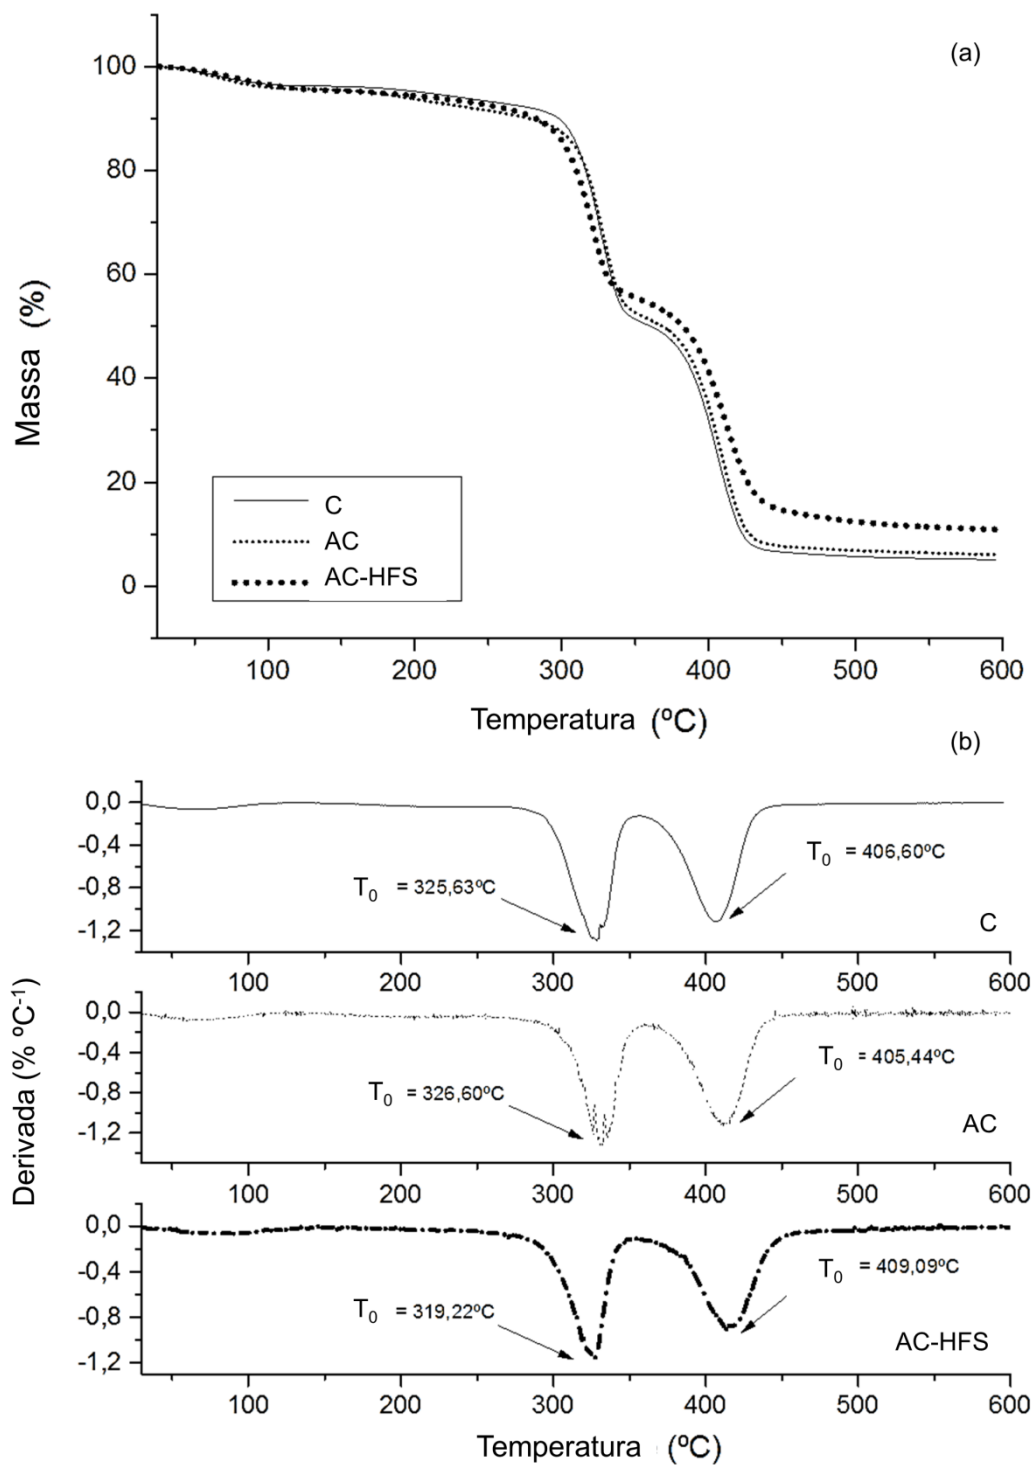 (a)
100
80
60
40
20
0
Massa (%)
C
AC
AC-HFS
100 200 300 400 500 600
Temperatura (ºC)
(b)
0,0
-0,4
-0,8
-1,2
T0 = 325,63ºC
T0 = 406,60ºC
C
100 200 300 400 500 600
0,0
-0,4
-0,8
-1,2
T0 = 326,60ºC
T0 = 405,44ºC
AC
100 200 300 400 500 600
Derivada (% ºC-1)
0,0
-0,4
-0,8
-1,2
T0 = 319,22ºC
T0 = 409,09ºC
AC-HFS
100 200 300 400 500 600
Temperatura (ºC)